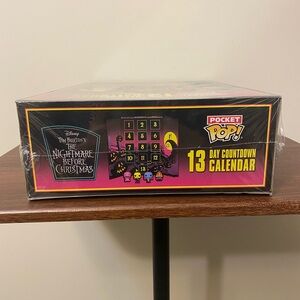 Disney
Tim Burton's
THE
NIGHTMARE
BEFORE
CHRISTMAS
1 2 3
4 5 6
7 8 9
10 11 12
13
POCKET
POP!
13 DAY COUNTDOWN
CALENDAR